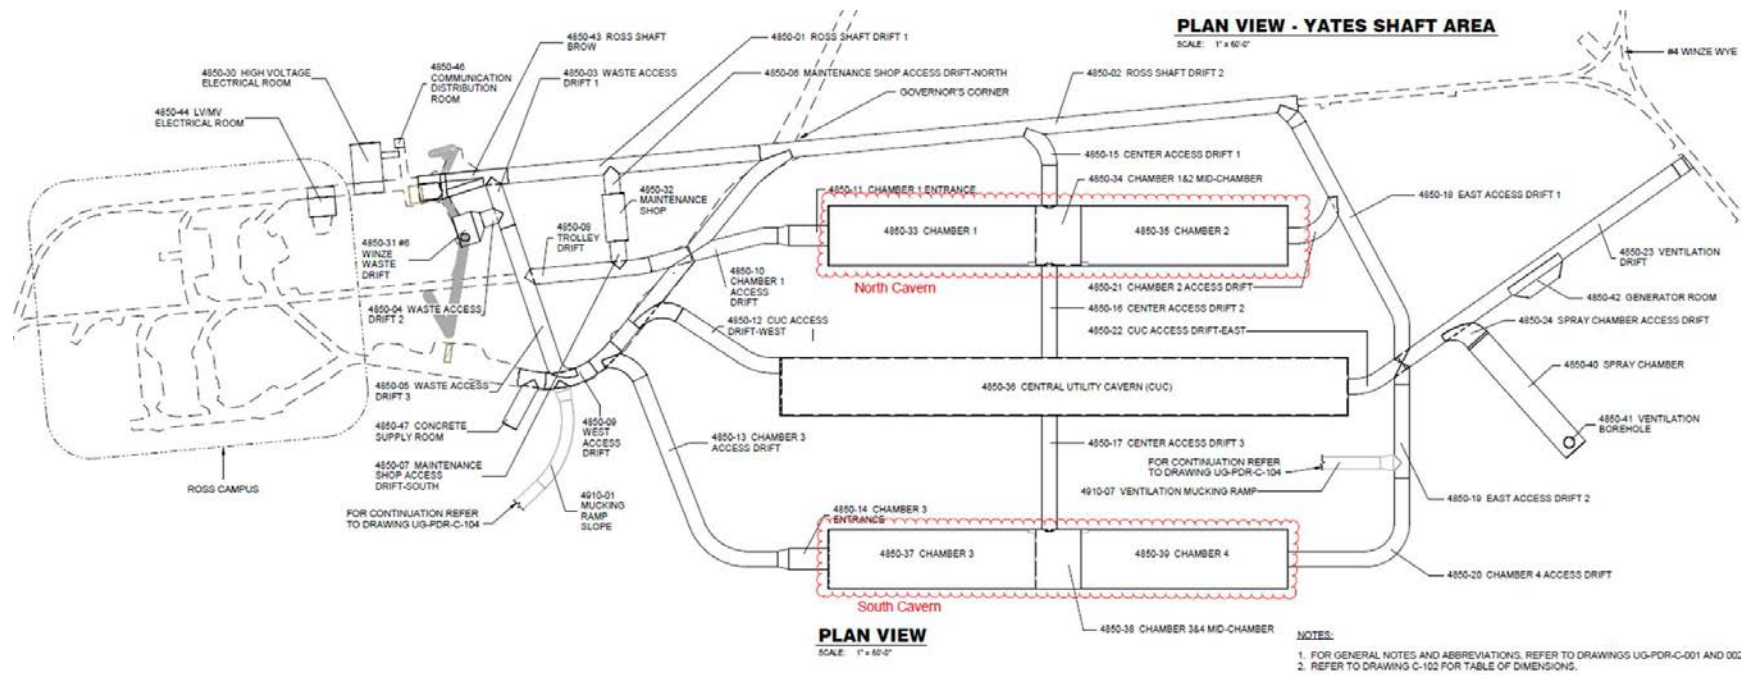 PLAN VIEW - YATES SHAFT AREA
SCALE: 1" = 60'-0"
#4 WINZE WYE
4850-43 ROSS SHAFT
BROW
4850-01 ROSS SHAFT DRIFT 1
4850-46
COMMUNICATION
DISTRIBUTION
ROOM
4850-30 HIGH VOLTAGE
ELECTRICAL ROOM
4850-03 WASTE ACCESS
DRIFT 1
4850-06 MAINTENANCE SHOP ACCESS DRIFT-NORTH
4850-02 ROSS SHAFT DRIFT 2
GOVERNOR'S CORNER
4850-44 LV/MV
ELECTRICAL ROOM
4850-15 CENTER ACCESS DRIFT 1
4850-34 CHAMBER 1&2 MID-CHAMBER
4850-11 CHAMBER 1 ENTRANCE
4850-32
MAINTENANCE
SHOP
4850-18 EAST ACCESS DRIFT 1
4850-33 CHAMBER 1
4850-35 CHAMBER 2
4850-08
TROLLEY
DRIFT
4850-31 #6
WINZE
WASTE
DRIFT
4850-23 VENTILATION
DRIFT
4850-10
CHAMBER 1
ACCESS
DRIFT
North Cavern
4850-21 CHAMBER 2 ACCESS DRIFT
4850-42 GENERATOR ROOM
4850-04 WASTE ACCESS
DRIFT 2
4850-16 CENTER ACCESS DRIFT 2
4850-12 CUC ACCESS
DRIFT-WEST
4850-22 CUC ACCESS DRIFT-EAST
4850-24 SPRAY CHAMBER ACCESS DRIFT
4850-40 SPRAY CHAMBER
4850-05 WASTE ACCESS
DRIFT 3
4850-36 CENTRAL UTILITY CAVERN (CUC)
4850-47 CONCRETE
SUPPLY ROOM
4850-09
WEST
ACCESS
DRIFT
4850-41 VENTILATION
BOREHOLE
4850-13 CHAMBER 3
ACCESS DRIFT
4850-17 CENTER ACCESS DRIFT 3
4850-07 MAINTENANCE
SHOP ACCESS
DRIFT-SOUTH
FOR CONTINUATION REFER
TO DRAWING UG-PDR-C-104
ROSS CAMPUS
4910-07 VENTILATION MUCKING RAMP
4850-19 EAST ACCESS DRIFT 2
4910-01
MUCKING
RAMP
SLOPE
FOR CONTINUATION REFER
TO DRAWING UG-PDR-C-104
4850-14 CHAMBER 3
ENTRANCE
4850-37 CHAMBER 3
4850-39 CHAMBER 4
4850-20 CHAMBER 4 ACCESS DRIFT
South Cavern
4850-38 CHAMBER 3&4 MID-CHAMBER
PLAN VIEW
SCALE: 1" = 60'-0"
NOTES:
1. FOR GENERAL NOTES AND ABBREVIATIONS, REFER TO DRAWINGS UG-PDR-C-001 AND 002
2. REFER TO DRAWING C-102 FOR TABLE OF DIMENSIONS.